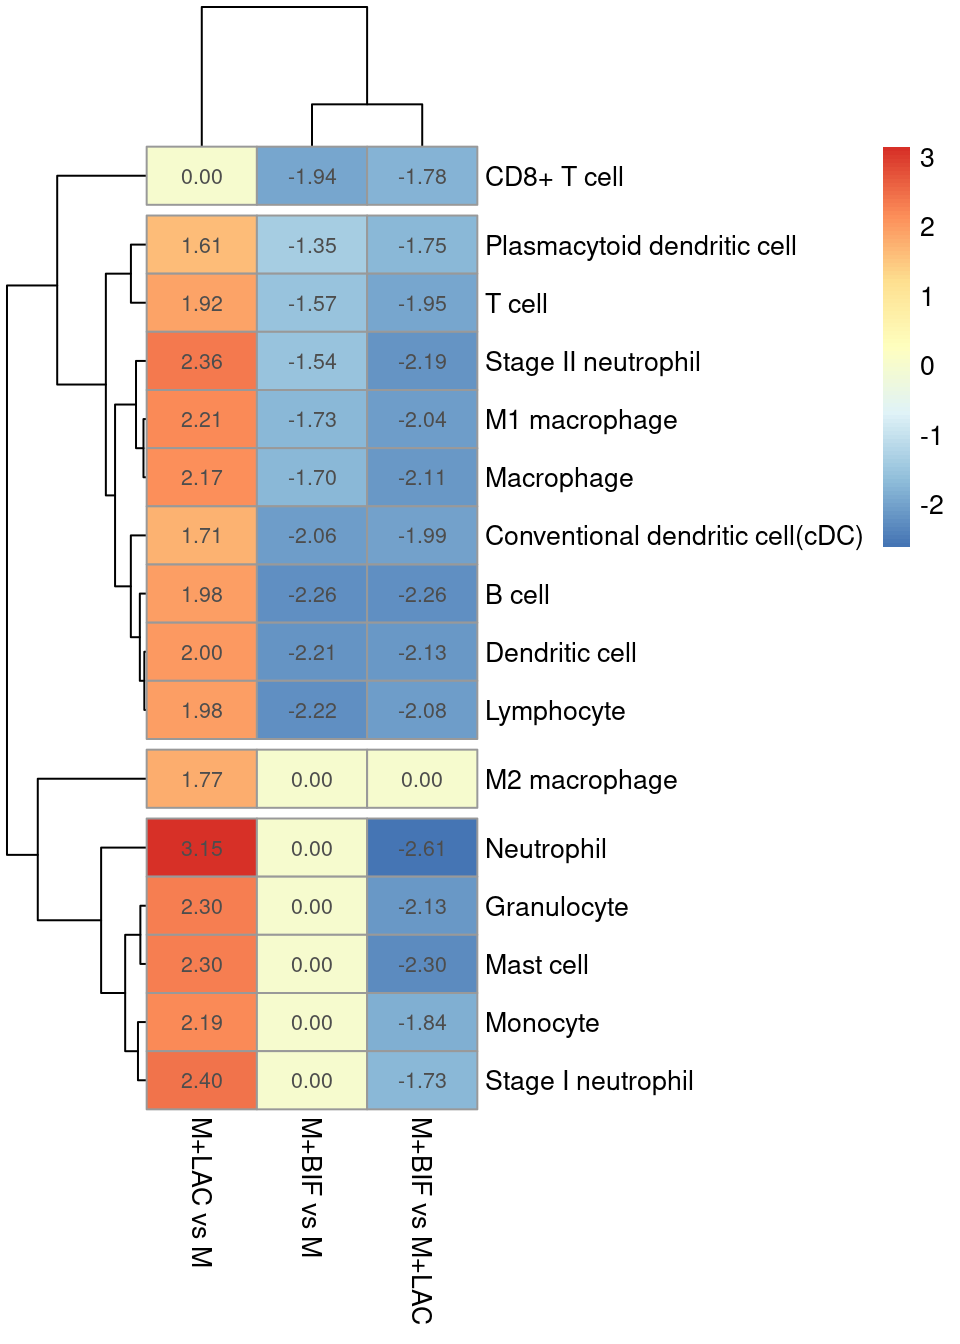 0.00 -1.94 -1.78 CD8+ T cell
1.61 -1.35 -1.75 Plasmacytoid dendritic cell
1.92 -1.57 -1.95 T cell
2.36 -1.54 -2.19 Stage II neutrophil
2.21 -1.73 -2.04 M1 macrophage
2.17 -1.70 -2.11 Macrophage
1.71 -2.06 -1.99 Conventional dendritic cell(cDC)
1.98 -2.26 -2.26 B cell
2.00 -2.21 -2.13 Dendritic cell
1.98 -2.22 -2.08 Lymphocyte
1.77 0.00 0.00 M2 macrophage
3.15 0.00 -2.61 Neutrophil
2.30 0.00 -2.13 Granulocyte
2.30 0.00 -2.30 Mast cell
2.19 0.00 -1.84 Monocyte
2.40 0.00 -1.73 Stage I neutrophil
M+LAC vs M
M+BIF vs M
M+BIF vs M+LAC
3
2
1
0
-1
-2